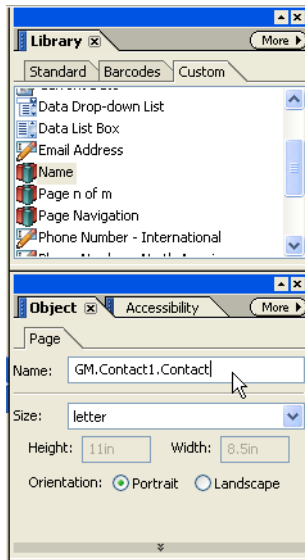 Library More
Standard Barcodes Custom
Data Drop-down List
Data List Box
Email Address
Name
Page n of m
Page Navigation
Phone Number - International
Object Accessibility More
Page
Name: GM.Contact1.Contact
Size: letter
Height: 11in Width: 8.5in
Orientation: Portrait Landscape